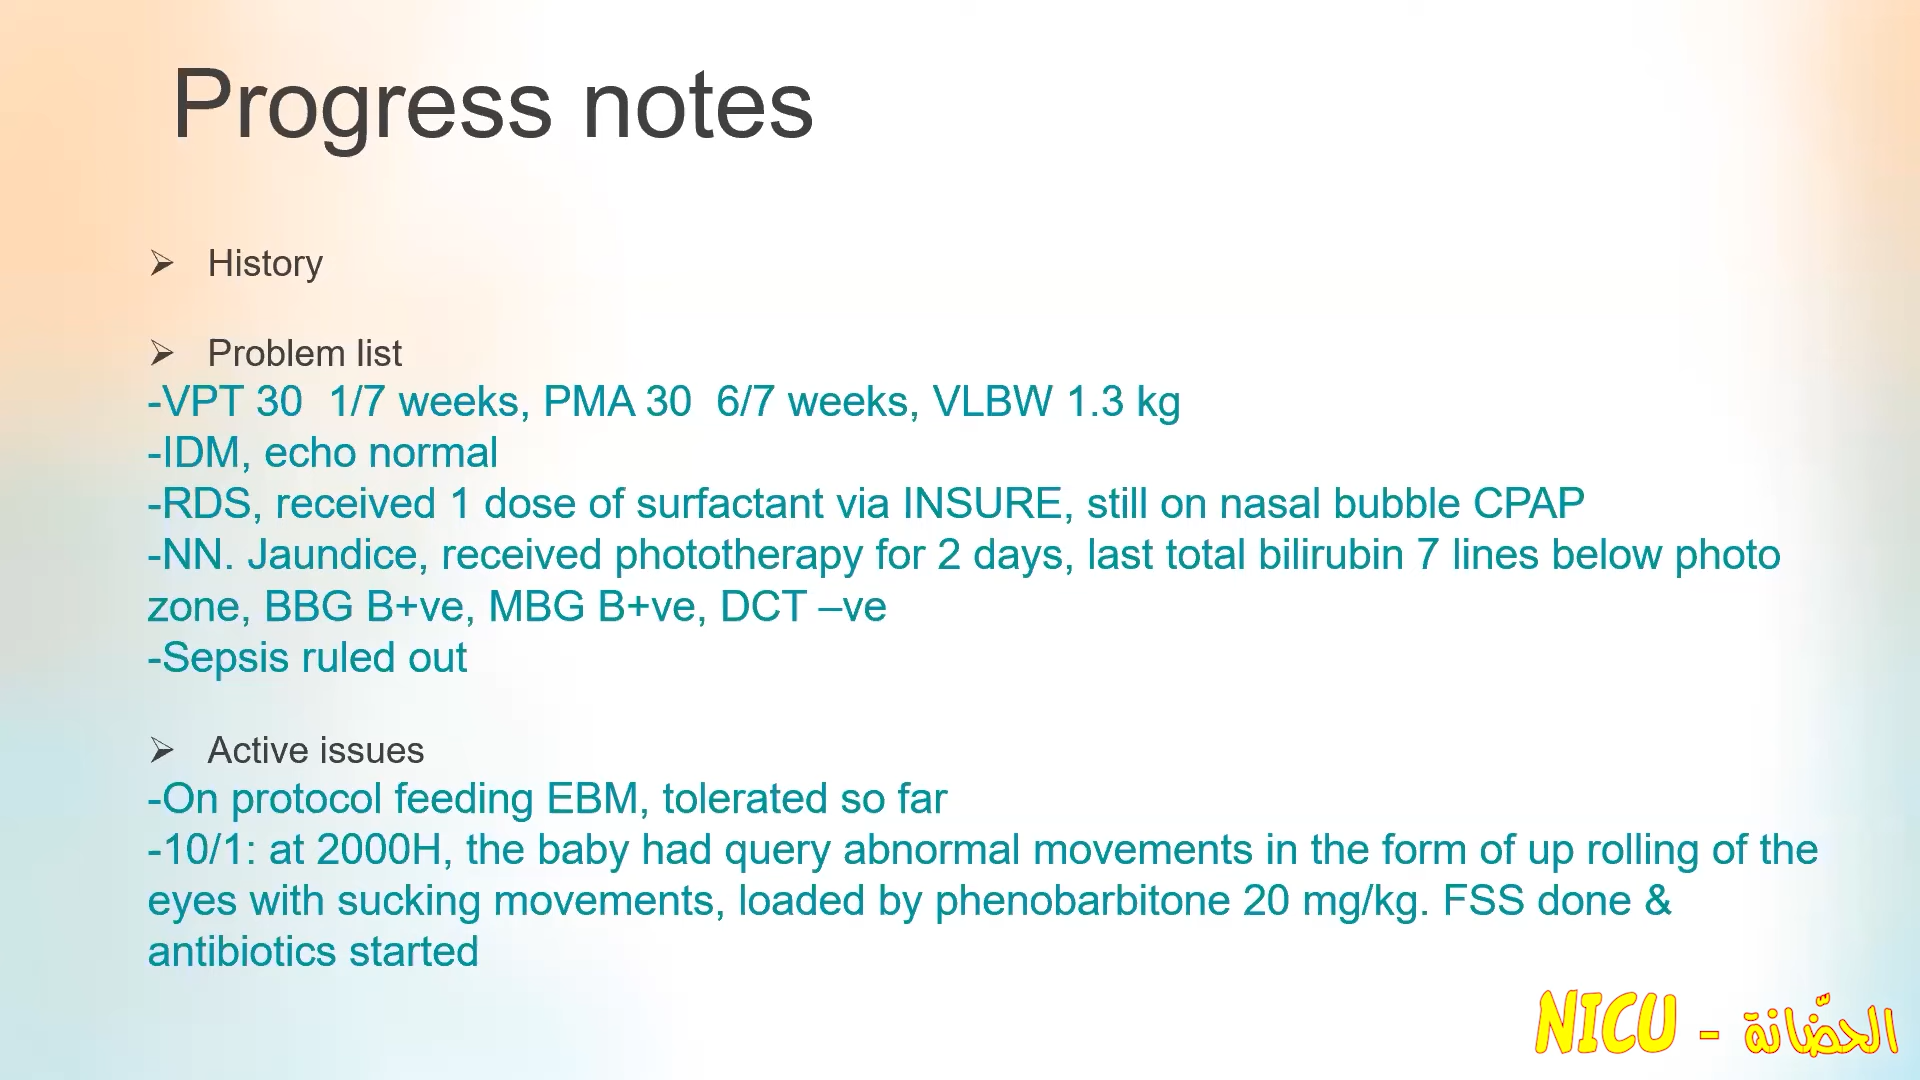 Progress notes
➢ History
➢ Problem list
-VPT 30  1/7 weeks, PMA 30  6/7 weeks, VLBW 1.3 kg
-IDM, echo normal
-RDS, received 1 dose of surfactant via INSURE, still on nasal bubble CPAP
-NN. Jaundice, received phototherapy for 2 days, last total bilirubin 7 lines below photo
zone, BBG B+ve, MBG B+ve, DCT –ve
-Sepsis ruled out
➢ Active issues
-On protocol feeding EBM, tolerated so far
-10/1: at 2000H, the baby had query abnormal movements in the form of up rolling of the
eyes with sucking movements, loaded by phenobarbitone 20 mg/kg. FSS done &
antibiotics started
NICU - الحضّانة